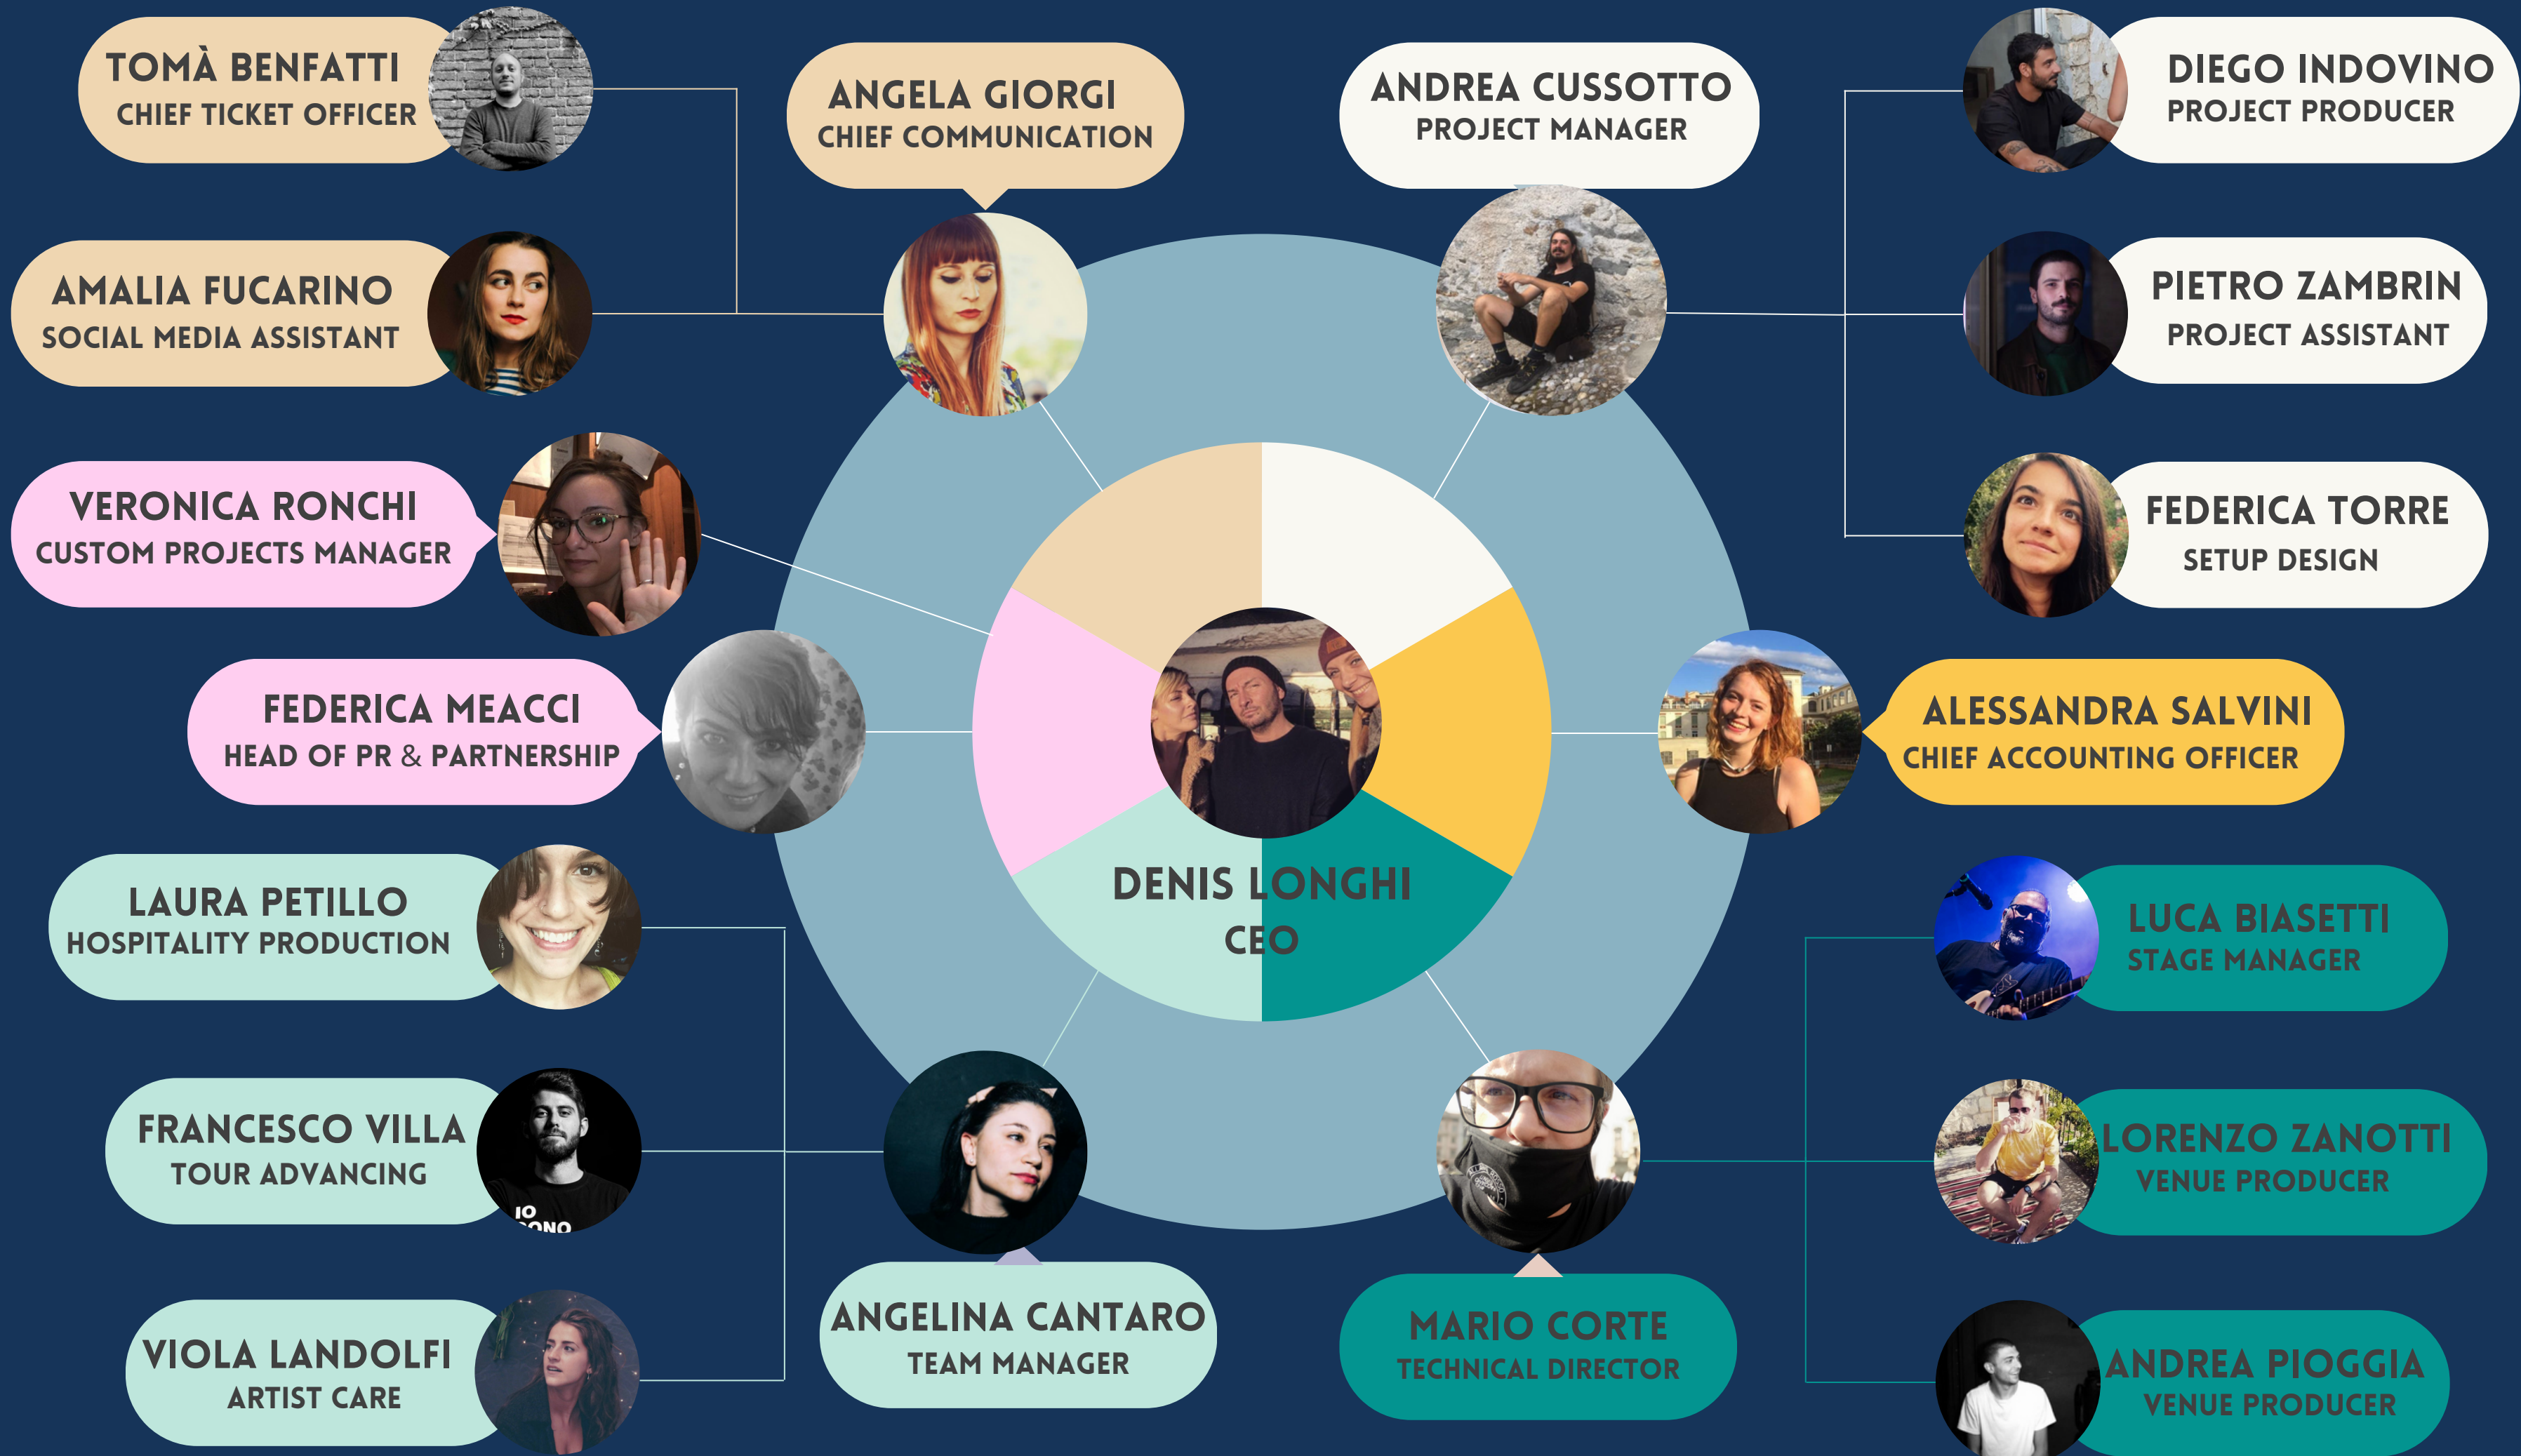 TOMÀ BENFATTI
CHIEF TICKET OFFICER
ANGELA GIORGI
CHIEF COMMUNICATION
ANDREA CUSSOTTO
PROJECT MANAGER
DIEGO INDOVINO
PROJECT PRODUCER
AMALIA FUCARINO
SOCIAL MEDIA ASSISTANT
PIETRO ZAMBRIN
PROJECT ASSISTANT
VERONICA RONCHI
CUSTOM PROJECTS MANAGER
FEDERICA TORRE
SETUP DESIGN
FEDERICA MEACCI
HEAD OF PR & PARTNERSHIP
ALESSANDRA SALVINI
CHIEF ACCOUNTING OFFICER
DENIS LONGHI
CEO
LAURA PETILLO
HOSPITALITY PRODUCTION
LUCA BIASETTI
STAGE MANAGER
FRANCESCO VILLA
TOUR ADVANCING
IO
LORENZO ZANOTTI
VENUE PRODUCER
VIOLA LANDOLFI
ARTIST CARE
ANGELINA CANTARO
TEAM MANAGER
MARIO CORTE
TECHNICAL DIRECTOR
ANDREA PIOGGIA
VENUE PRODUCER